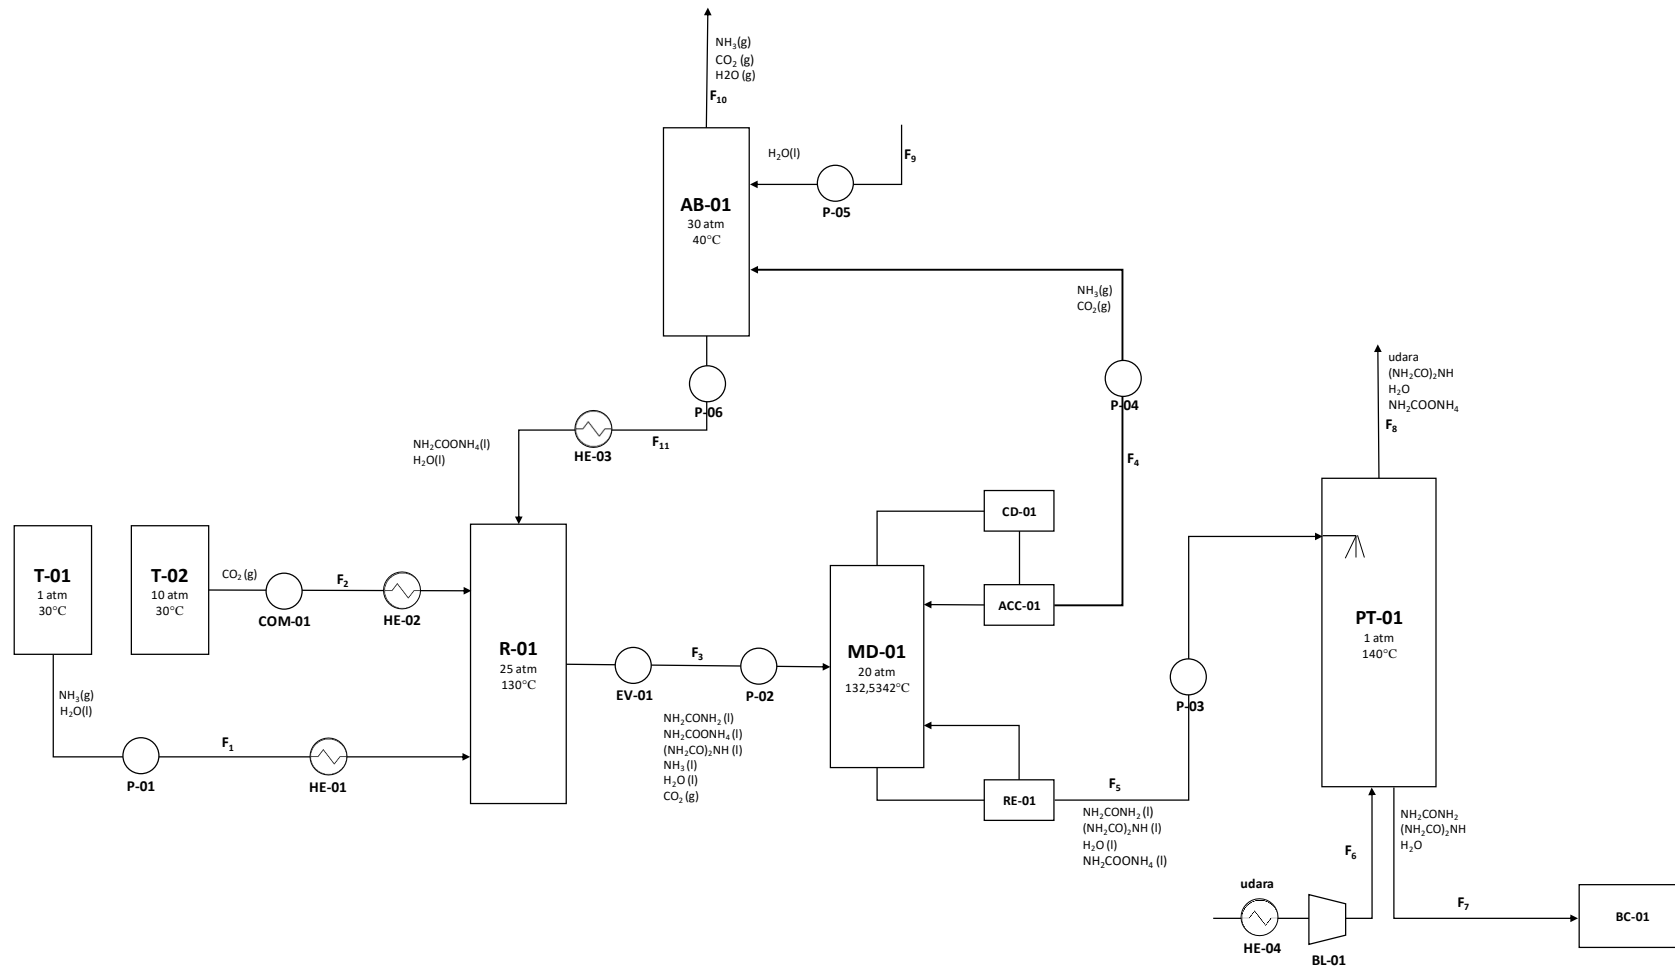 NH₃(g)
CO₂ (g)
H2O (g)
F₁₀
H₂O(l)
F₉
P-05
AB-01
30 atm
40°C
NH₃(g)
CO₂(g)
P-04
F₄
P-06
F₁₁
HE-03
NH₂COONH₄(l)
H₂O(l)
udara
(NH₂CO)₂NH
H₂O
NH₂COONH₄
F₈
T-01
1 atm
30°C
T-02
10 atm
30°C
CO₂(g)
COM-01
F₂
HE-02
NH₃(g)
H₂O(l)
P-01
F₁
HE-01
R-01
25 atm
130°C
EV-01
F₃
P-02
NH₂CONH₂ (l)
NH₂COONH₄ (l)
(NH₂CO)₂NH (l)
NH₃ (l)
H₂O (l)
CO₂ (g)
CD-01
ACC-01
MD-01
20 atm
132,5342°C
RE-01
F₅
NH₂CONH₂ (l)
(NH₂CO)₂NH (l)
H₂O (l)
NH₂COONH₄ (l)
P-03
PT-01
1 atm
140°C
F₆
NH₂CONH₂
(NH₂CO)₂NH
H₂O
udara
HE-04
BL-01
F₇
BC-01